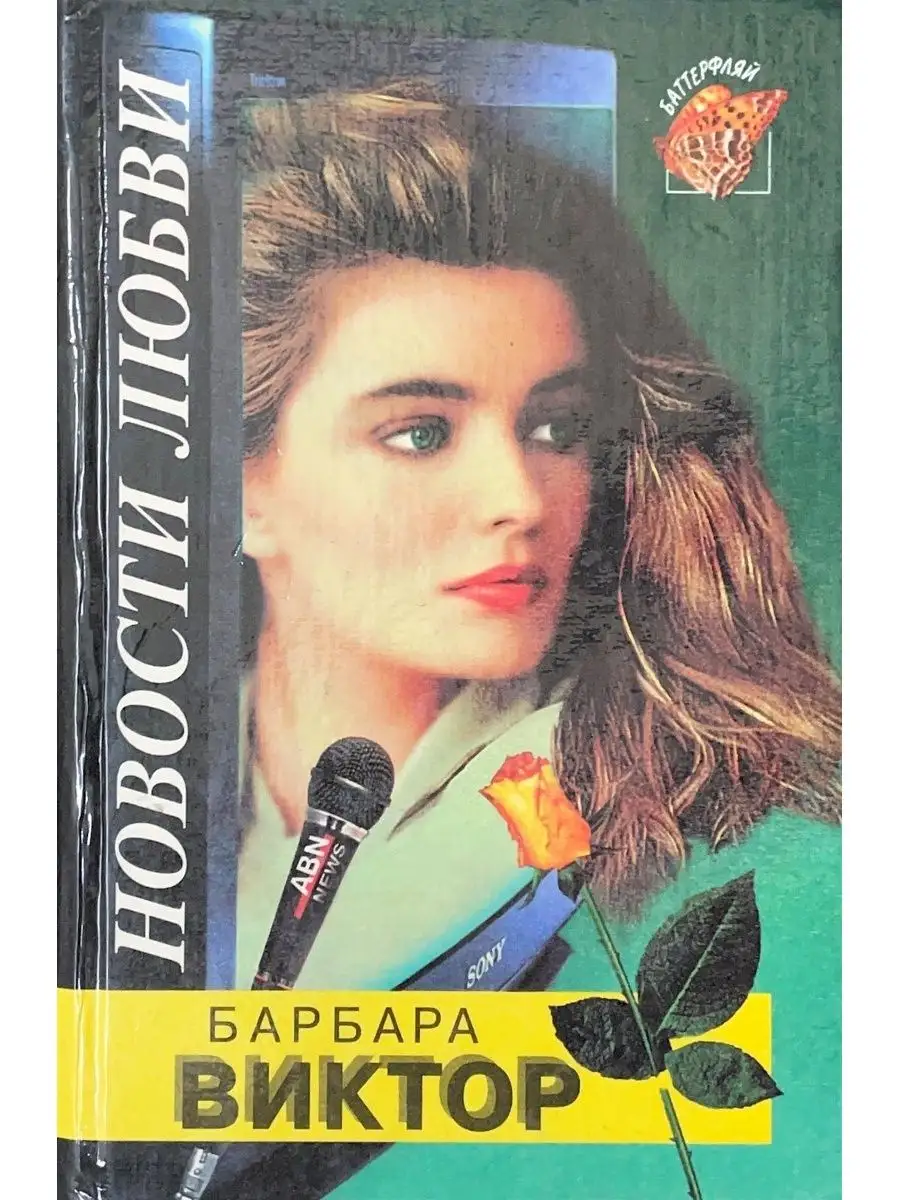 БАТТЕРФЛЯЙ
НОВОСТИ ЛЮБВИ
ABN
NEWS
SONY
БАРБАРА
ВИКТОР